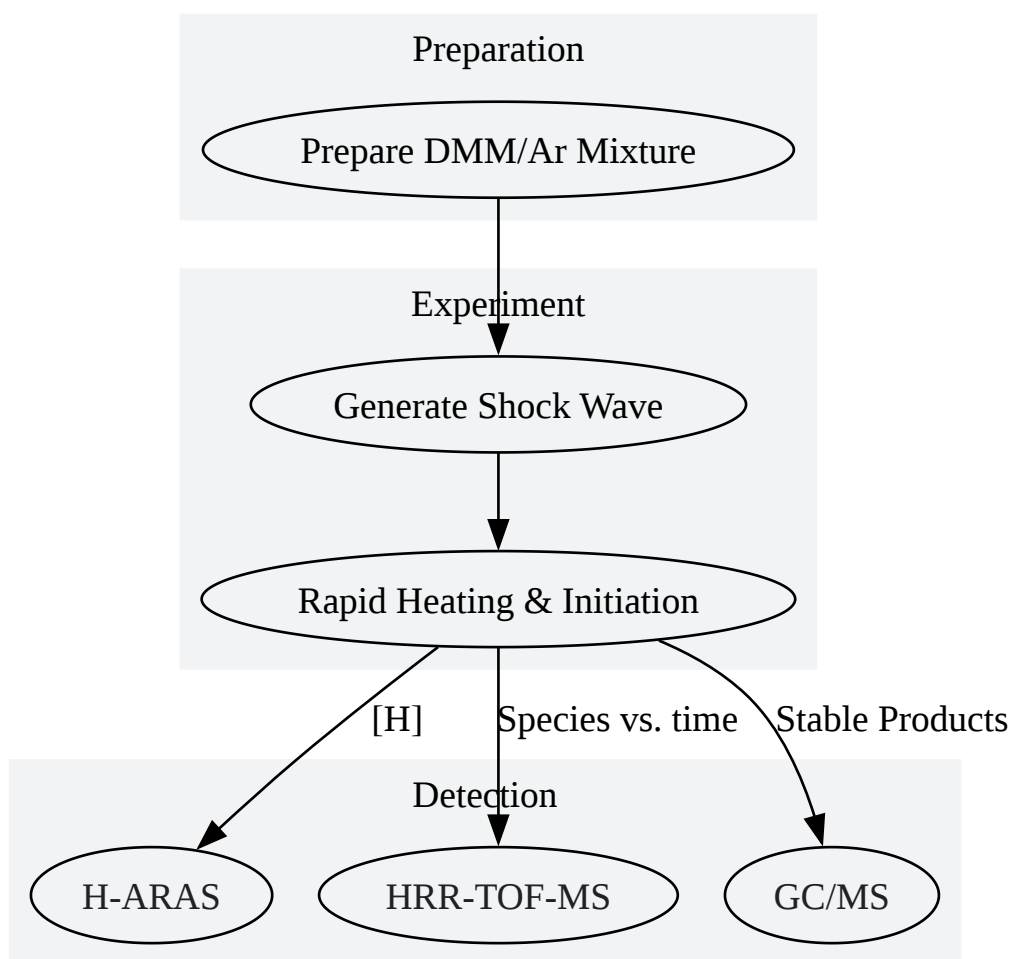 Preparation
Prepare DMM/Ar Mixture
Experiment
Generate Shock Wave
Rapid Heating & Initiation
[H]
Species vs. time
Stable Products
Detection
H-ARAS
HRR-TOF-MS
GC/MS